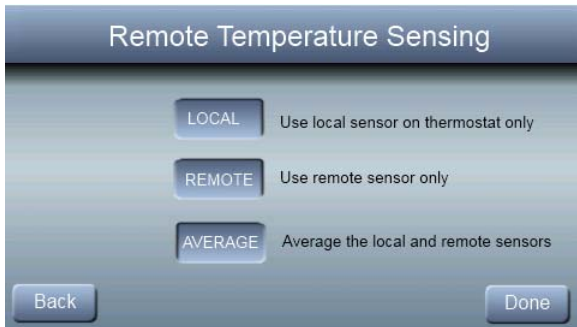 Remote Temperature Sensing
LOCAL Use local sensor on thermostat only
REMOTE Use remote sensor only
AVERAGE Average the local and remote sensors
Back Done